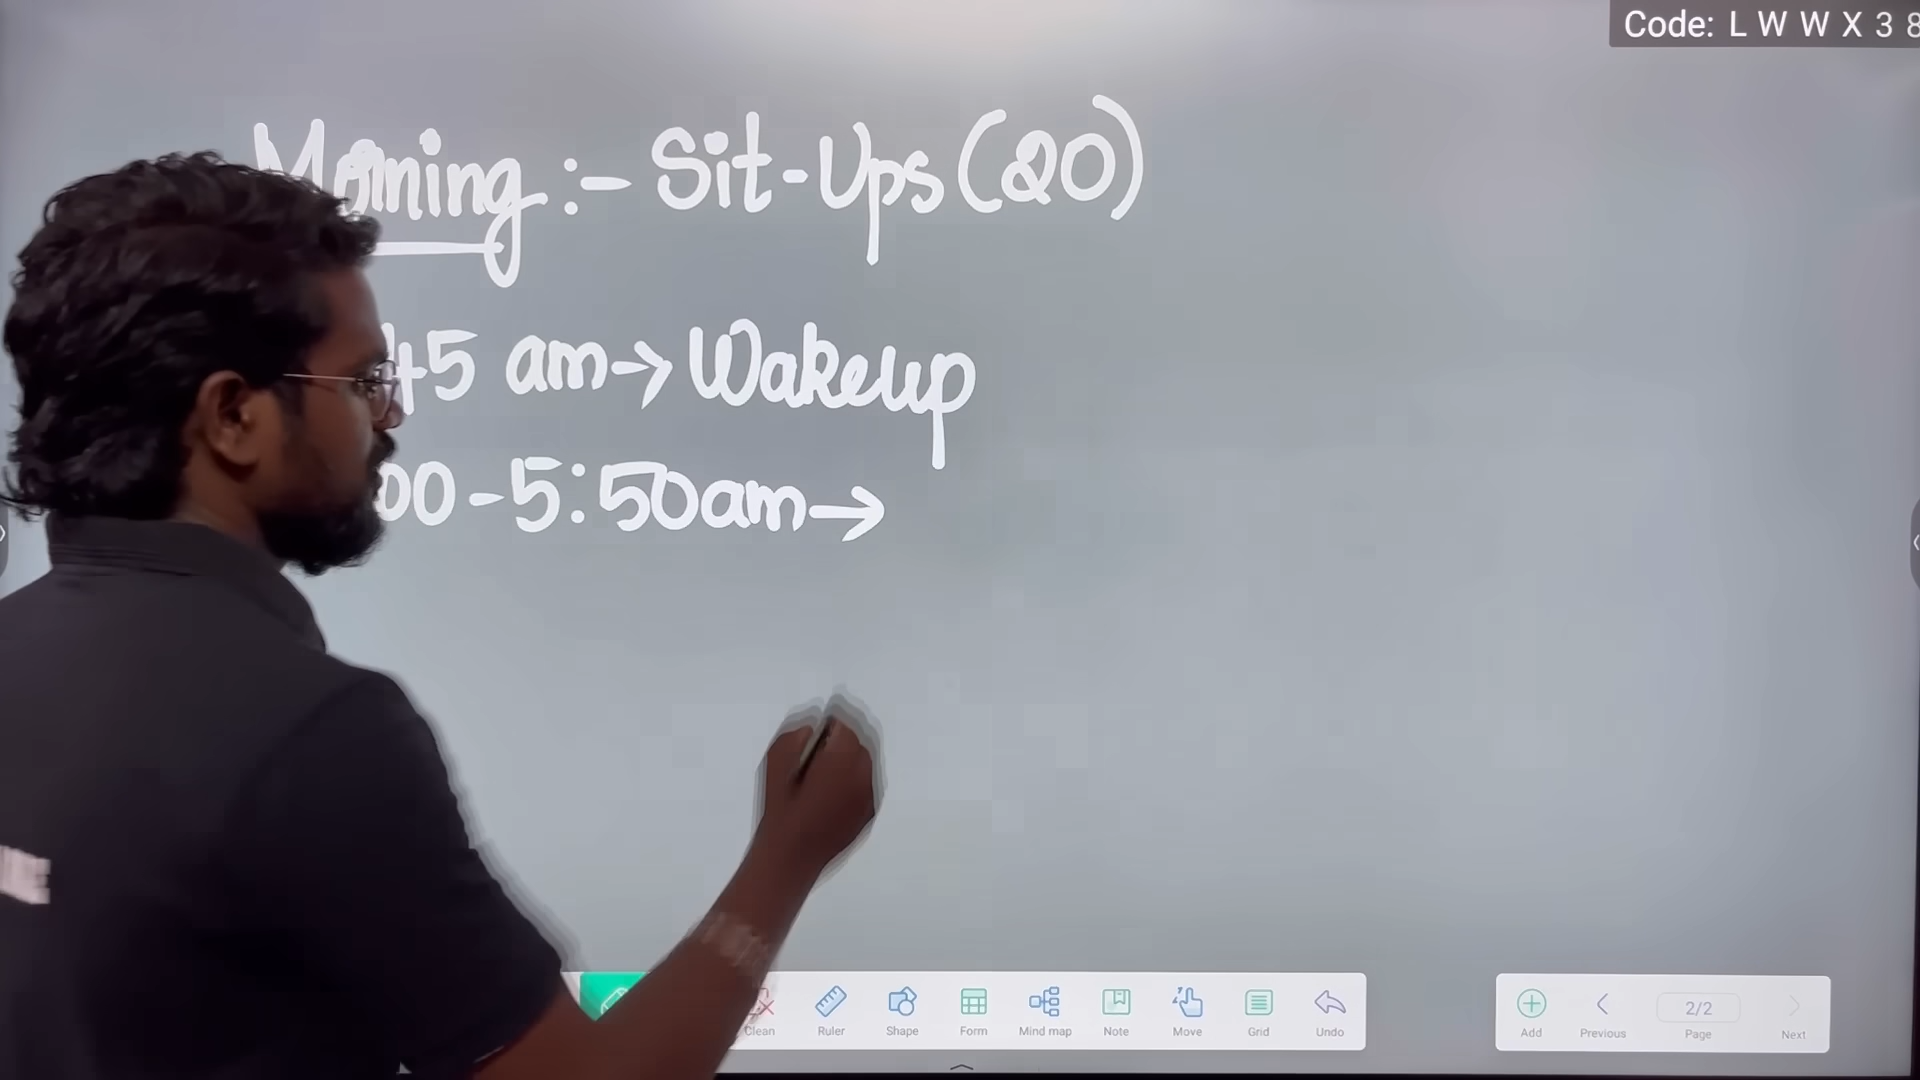 Code: L W W X 3 8
Morning :- Sit-Ups (20)
45 am → Wakeup
00 - 5:50am →
Clean
Ruler
Shape
Form
Mind map
Note
Move
Grid
Undo
Add
Previous
2/2
Page
Next